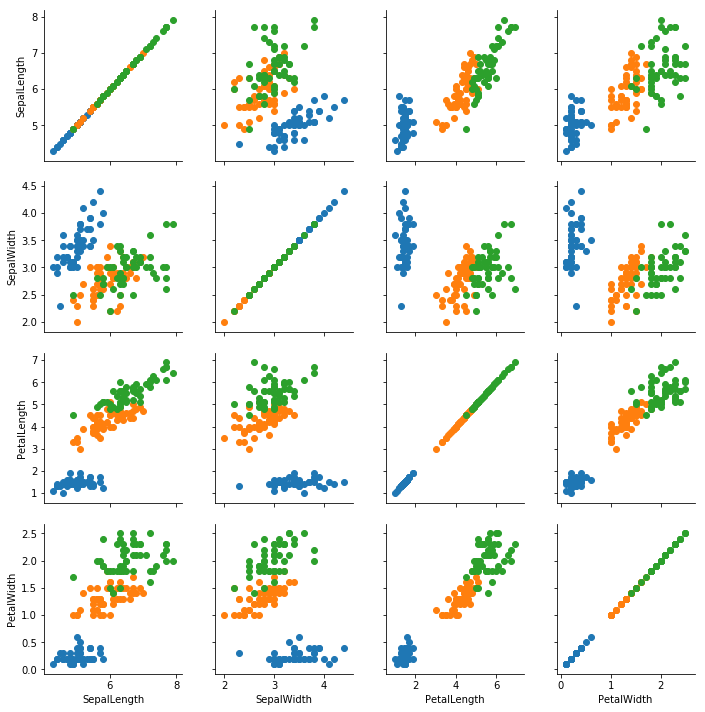 8
7
6
5
SepalLength
4.5
4.0
3.5
3.0
2.5
2.0
SepalWidth
7
6
5
4
3
2
1
PetalLength
2.5
2.0
1.5
1.0
0.5
0.0
PetalWidth
6 8
SepalLength
2 4
SepalWidth
2 4 6
PetalLength
0 1 2
PetalWidth